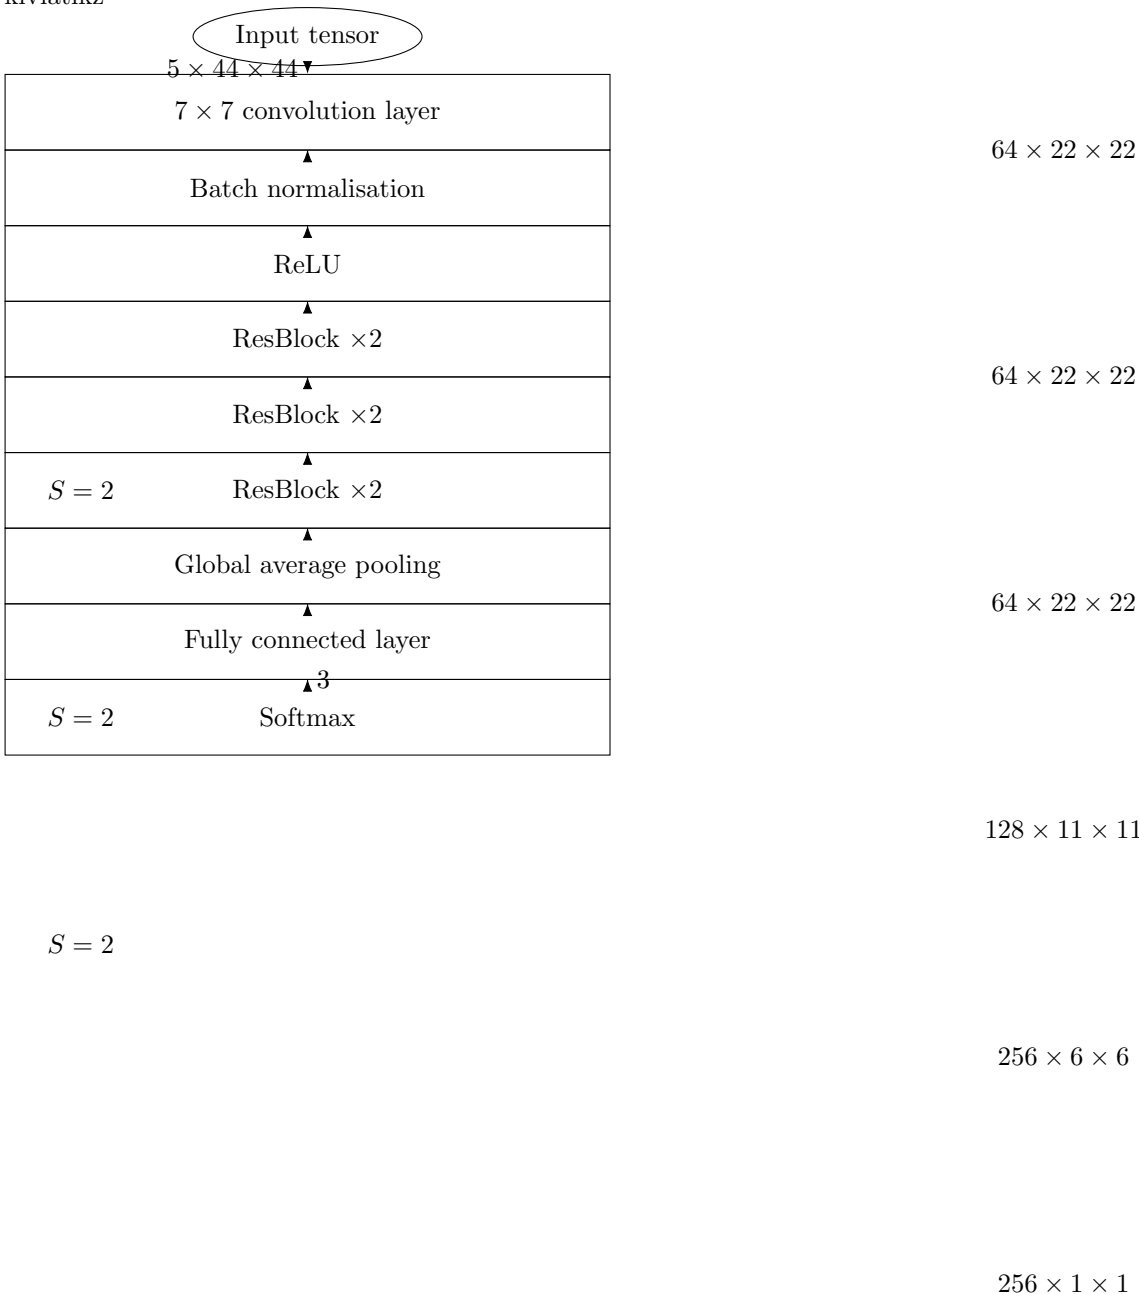 Input tensor
5 × 44 × 44
7 × 7 convolution layer
64 × 22 × 22
Batch normalisation
ReLU
ResBlock ×2
64 × 22 × 22
ResBlock ×2
S = 2 ResBlock ×2
Global average pooling
64 × 22 × 22
Fully connected layer
3
S = 2 Softmax
128 × 11 × 11
S = 2
256 × 6 × 6
256 × 1 × 1